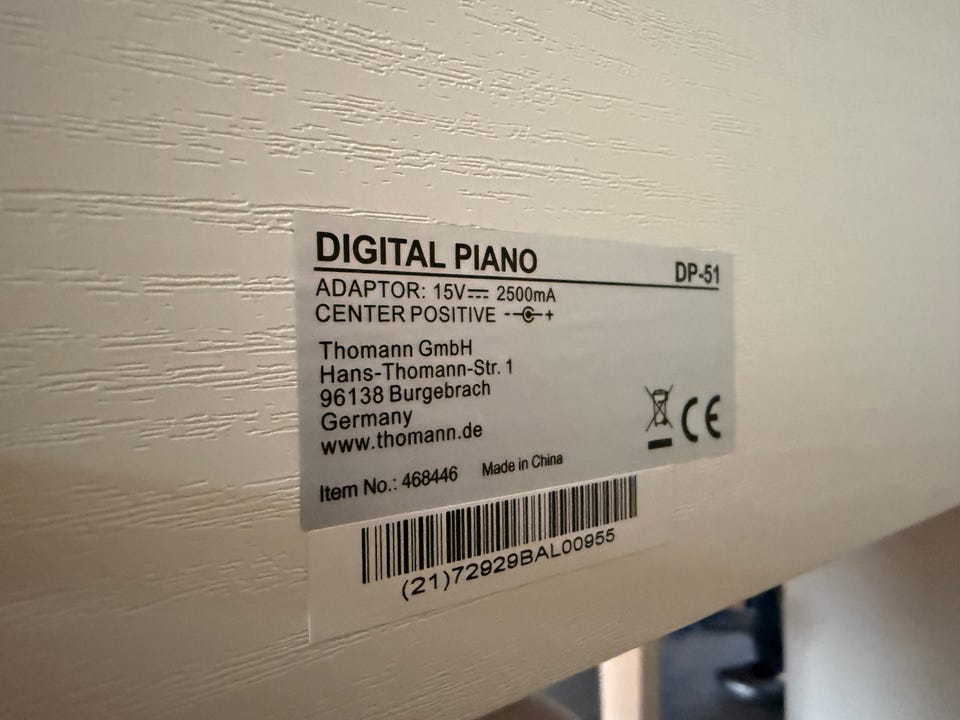 DIGITAL PIANO DP-51
ADAPTOR: 15V⎓ 2500mA
CENTER POSITIVE - +
Thomann GmbH
Hans-Thomann-Str. 1
96138 Burgebrach
Germany
www.thomann.de
Item No.: 468446 Made in China
CE
(21)72929BAL00955